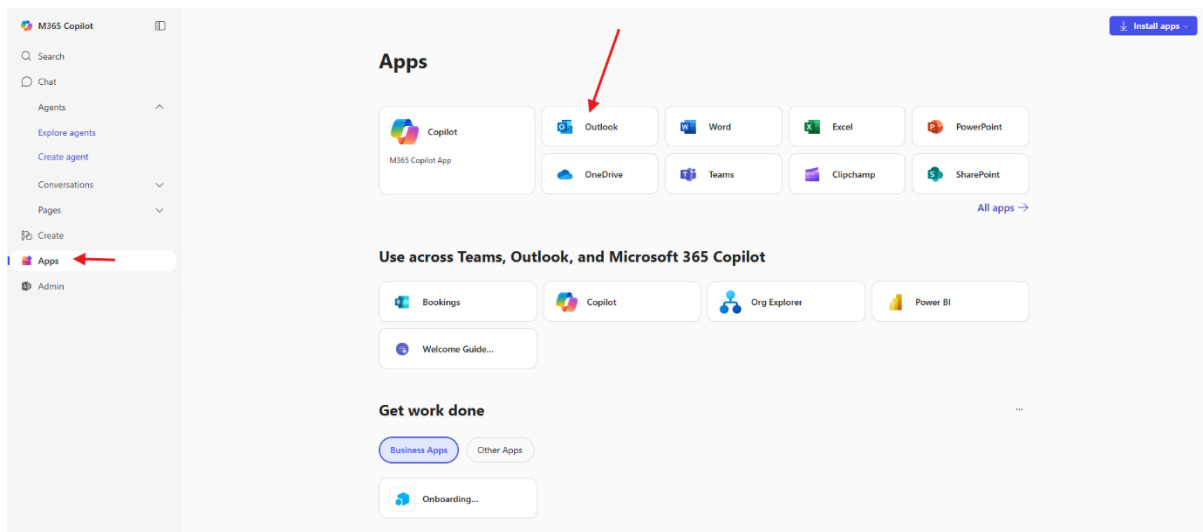 M365 Copilot
Search
Chat
Agents
Explore agents
Create agent
Conversations
Pages
Create
Apps
Admin
Install apps
Apps
Copilot
M365 Copilot App
Outlook
Word
Excel
PowerPoint
OneDrive
Teams
Clipchamp
SharePoint
All apps →
Use across Teams, Outlook, and Microsoft 365 Copilot
Bookings
Copilot
Org Explorer
Power BI
Welcome Guide...
Get work done
...
Business Apps
Other Apps
Onboarding...